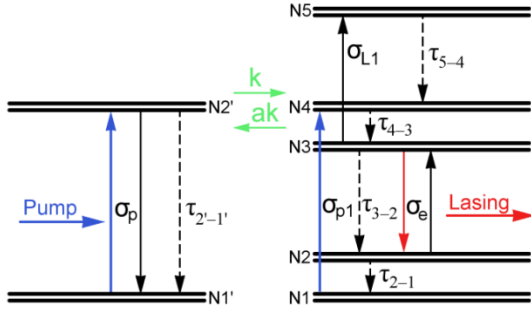 N5
σL1
τ5-4
k
N2'
N4
ak
τ4-3
N3
Pump
σp
τ2'-1'
σp1
τ3-2
σe
Lasing
N2
τ2-1
N1'
N1